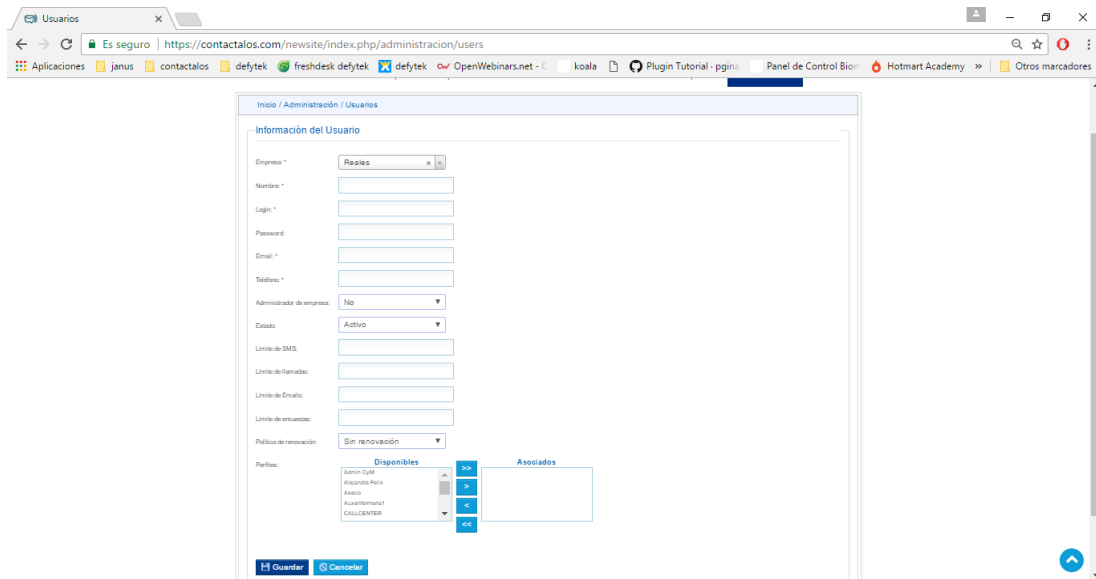 Usuarios
Es seguro | https://contactalos.com/newsite/index.php/administracion/users
Aplicaciones janus contactalos defytek freshdesk defytek defytek OpenWebinars.net - C koala Plugin Tutorial · pgina Panel de Control Biom Hotmart Academy » Otros marcadores
Inicio / Administración / Usuarios
Información del Usuario
Empresa: * Reales
Nombre: *
Login: *
Password:
Email: *
Teléfono: *
Administrador de empresa: No
Estado: Activo
Limite de SMS:
Limite de llamadas:
Limite de Emails:
Limite de encuestas:
Política de renovación: Sin renovación
Perfiles: Disponibles Asociados
Admin CyM
Alejandra Felix
Aseco
Auxenfermeria1
CALLCENTER
>>
>
<
<<
Guardar Cancelar